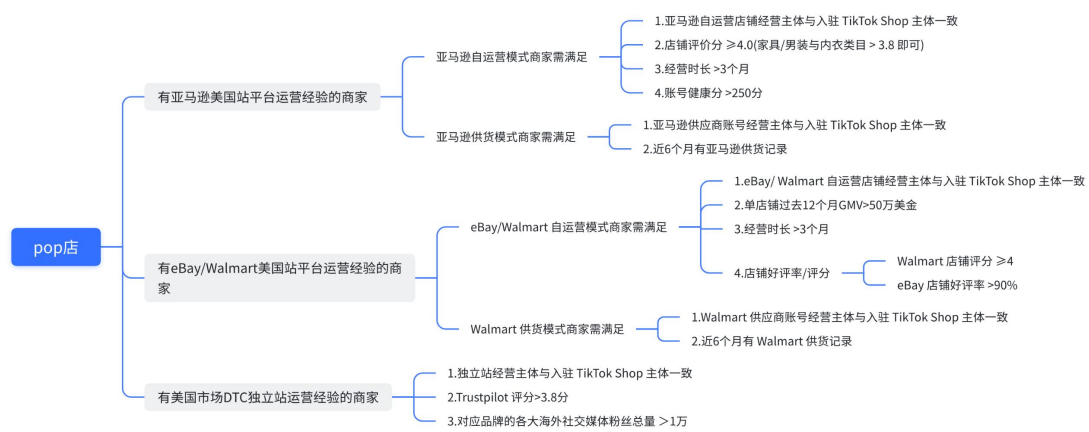 pop店
有亚马逊美国站平台运营经验的商家
亚马逊自运营模式商家需满足
1.亚马逊自运营店铺经营主体与入驻 TikTok Shop 主体一致
2.店铺评价分 ≥4.0(家具/男装与内衣类目 > 3.8 即可)
3.经营时长 >3个月
4.账号健康分 >250分
亚马逊供货模式商家需满足
1.亚马逊供应商账号经营主体与入驻 TikTok Shop 主体一致
2.近6个月有亚马逊供货记录
有eBay/Walmart美国站平台运营经验的商
家
eBay/Walmart 自运营模式商家需满足
1.eBay/ Walmart 自运营店铺经营主体与入驻 TikTok Shop 主体一致
2.单店铺过去12个月GMV>50万美金
3.经营时长 >3个月
4.店铺好评率/评分
Walmart 店铺评分 ≥4
eBay 店铺好评率 >90%
Walmart 供货模式商家需满足
1.Walmart 供应商账号经营主体与入驻 TikTok Shop 主体一致
2.近6个月有 Walmart 供货记录
有美国市场DTC独立站运营经验的商家
1.独立站经营主体与入驻 TikTok Shop 主体一致
2.Trustpilot 评分>3.8分
3.对应品牌的各大海外社交媒体粉丝总量 ＞1万